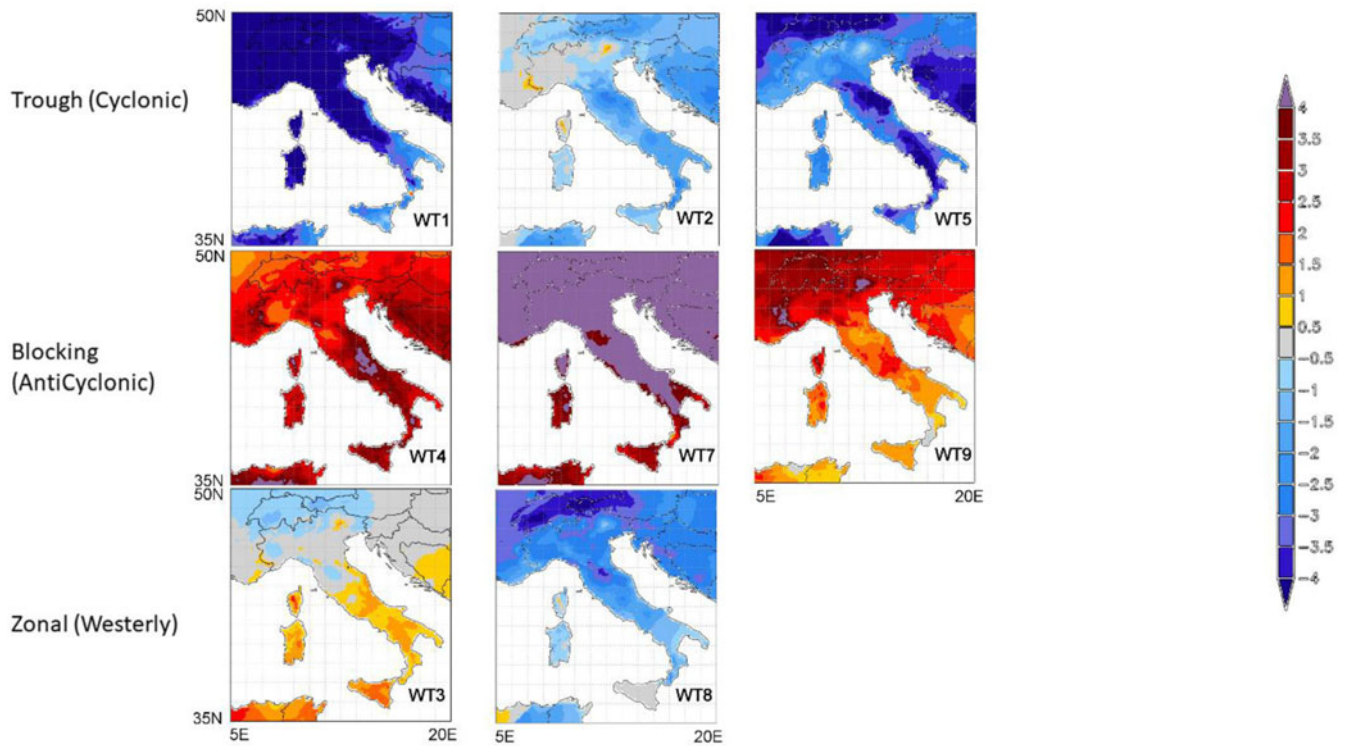 50N
Trough (Cyclonic)
WT1
WT2
WT5
35N
50N
Blocking
(AntiCyclonic)
WT4
WT7
WT9
35N
5E
20E
50N
Zonal (Westerly)
WT3
WT8
35N
5E
20E
5E
20E
4
3.5
3
2.5
2
1.5
1
0.5
-0.5
-1
-1.5
-2
-2.5
-3
-3.5
-4